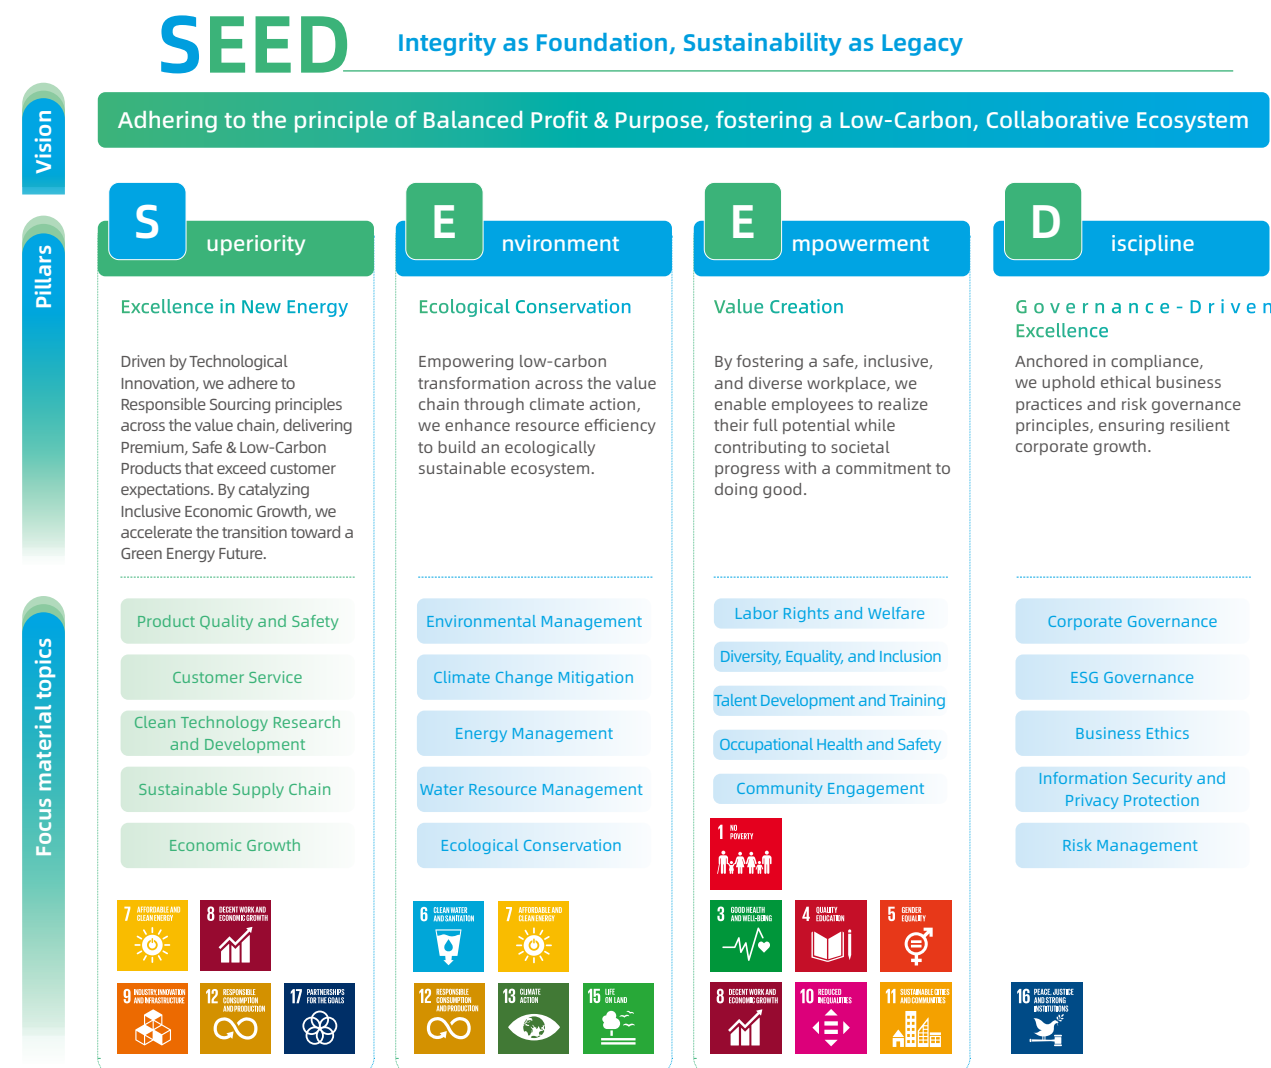 SEED
Integrity as Foundation, Sustainability as Legacy
Vision
Adhering to the principle of Balanced Profit & Purpose, fostering a Low-Carbon, Collaborative Ecosystem
Pillars
S uperiority
Excellence in New Energy
Driven by Technological
Innovation, we adhere to
Responsible Sourcing principles
across the value chain, delivering
Premium, Safe & Low-Carbon
Products that exceed customer
expectations. By catalyzing
Inclusive Economic Growth, we
accelerate the transition toward a
Green Energy Future.
E nvironment
Ecological Conservation
Empowering low-carbon
transformation across the value
chain through climate action,
we enhance resource efficiency
to build an ecologically
sustainable ecosystem.
E mpowerment
Value Creation
By fostering a safe, inclusive,
and diverse workplace, we
enable employees to realize
their full potential while
contributing to societal
progress with a commitment to
doing good.
D iscipline
Governance-Driven
Excellence
Anchored in compliance,
we uphold ethical business
practices and risk governance
principles, ensuring resilient
corporate growth.
Focus material topics
Product Quality and Safety
Customer Service
Clean Technology Research
and Development
Sustainable Supply Chain
Economic Growth
7 AFFORDABLE AND
CLEAN ENERGY
8 DECENT WORK AND
ECONOMIC GROWTH
9 INDUSTRY, INNOVATION
AND INFRASTRUCTURE
12 RESPONSIBLE
CONSUMPTION
AND PRODUCTION
17 PARTNERSHIPS
FOR THE GOALS
Environmental Management
Climate Change Mitigation
Energy Management
Water Resource Management
Ecological Conservation
6 CLEAN WATER
AND SANITATION
7 AFFORDABLE AND
CLEAN ENERGY
12 RESPONSIBLE
CONSUMPTION
AND PRODUCTION
13 CLIMATE
ACTION
15 LIFE
ON LAND
Labor Rights and Welfare
Diversity, Equality, and Inclusion
Talent Development and Training
Occupational Health and Safety
Community Engagement
1 NO
POVERTY
3 GOOD HEALTH
AND WELL-BEING
4 QUALITY
EDUCATION
5 GENDER
EQUALITY
8 DECENT WORK AND
ECONOMIC GROWTH
10 REDUCED
INEQUALITIES
11 SUSTAINABLE CITIES
AND COMMUNITIES
Corporate Governance
ESG Governance
Business Ethics
Information Security and
Privacy Protection
Risk Management
16 PEACE, JUSTICE
AND STRONG
INSTITUTIONS